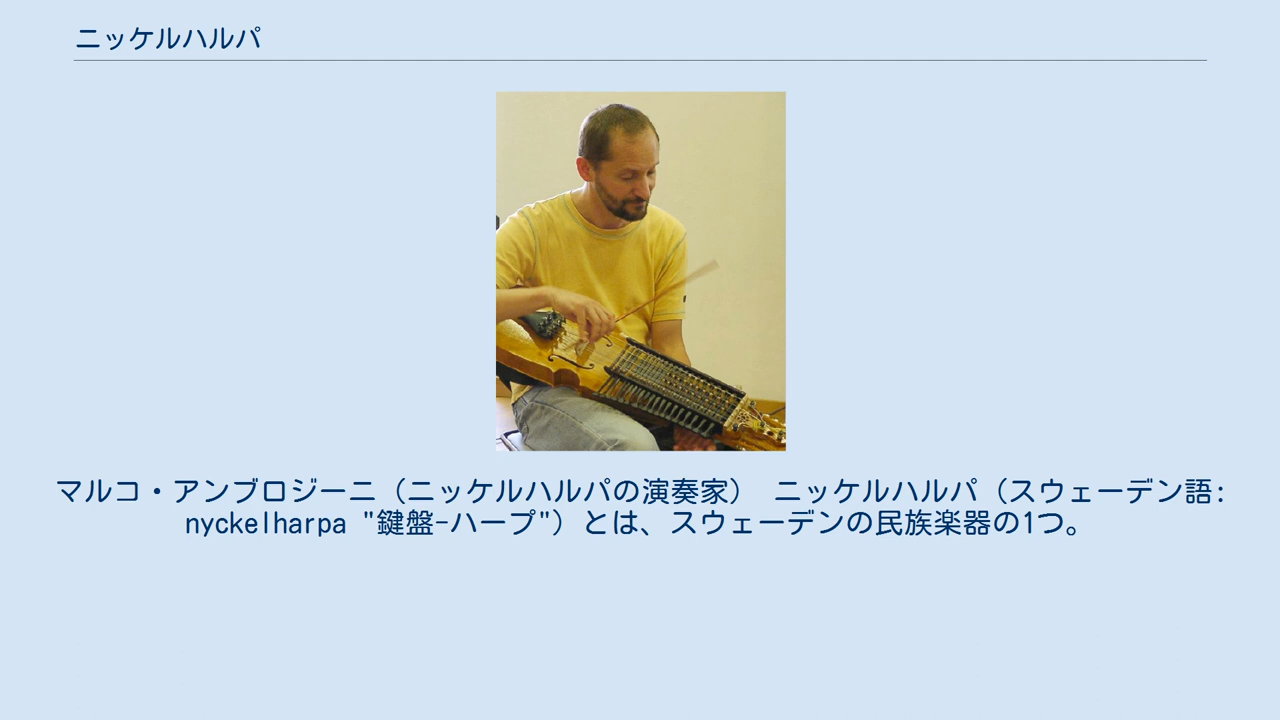 ニッケルハルパ
マルコ・アンブロジーニ（ニッケルハルパの演奏家） ニッケルハルパ（スウェーデン語:
nyckelharpa "鍵盤-ハープ"）とは、スウェーデンの民族楽器の1つ。